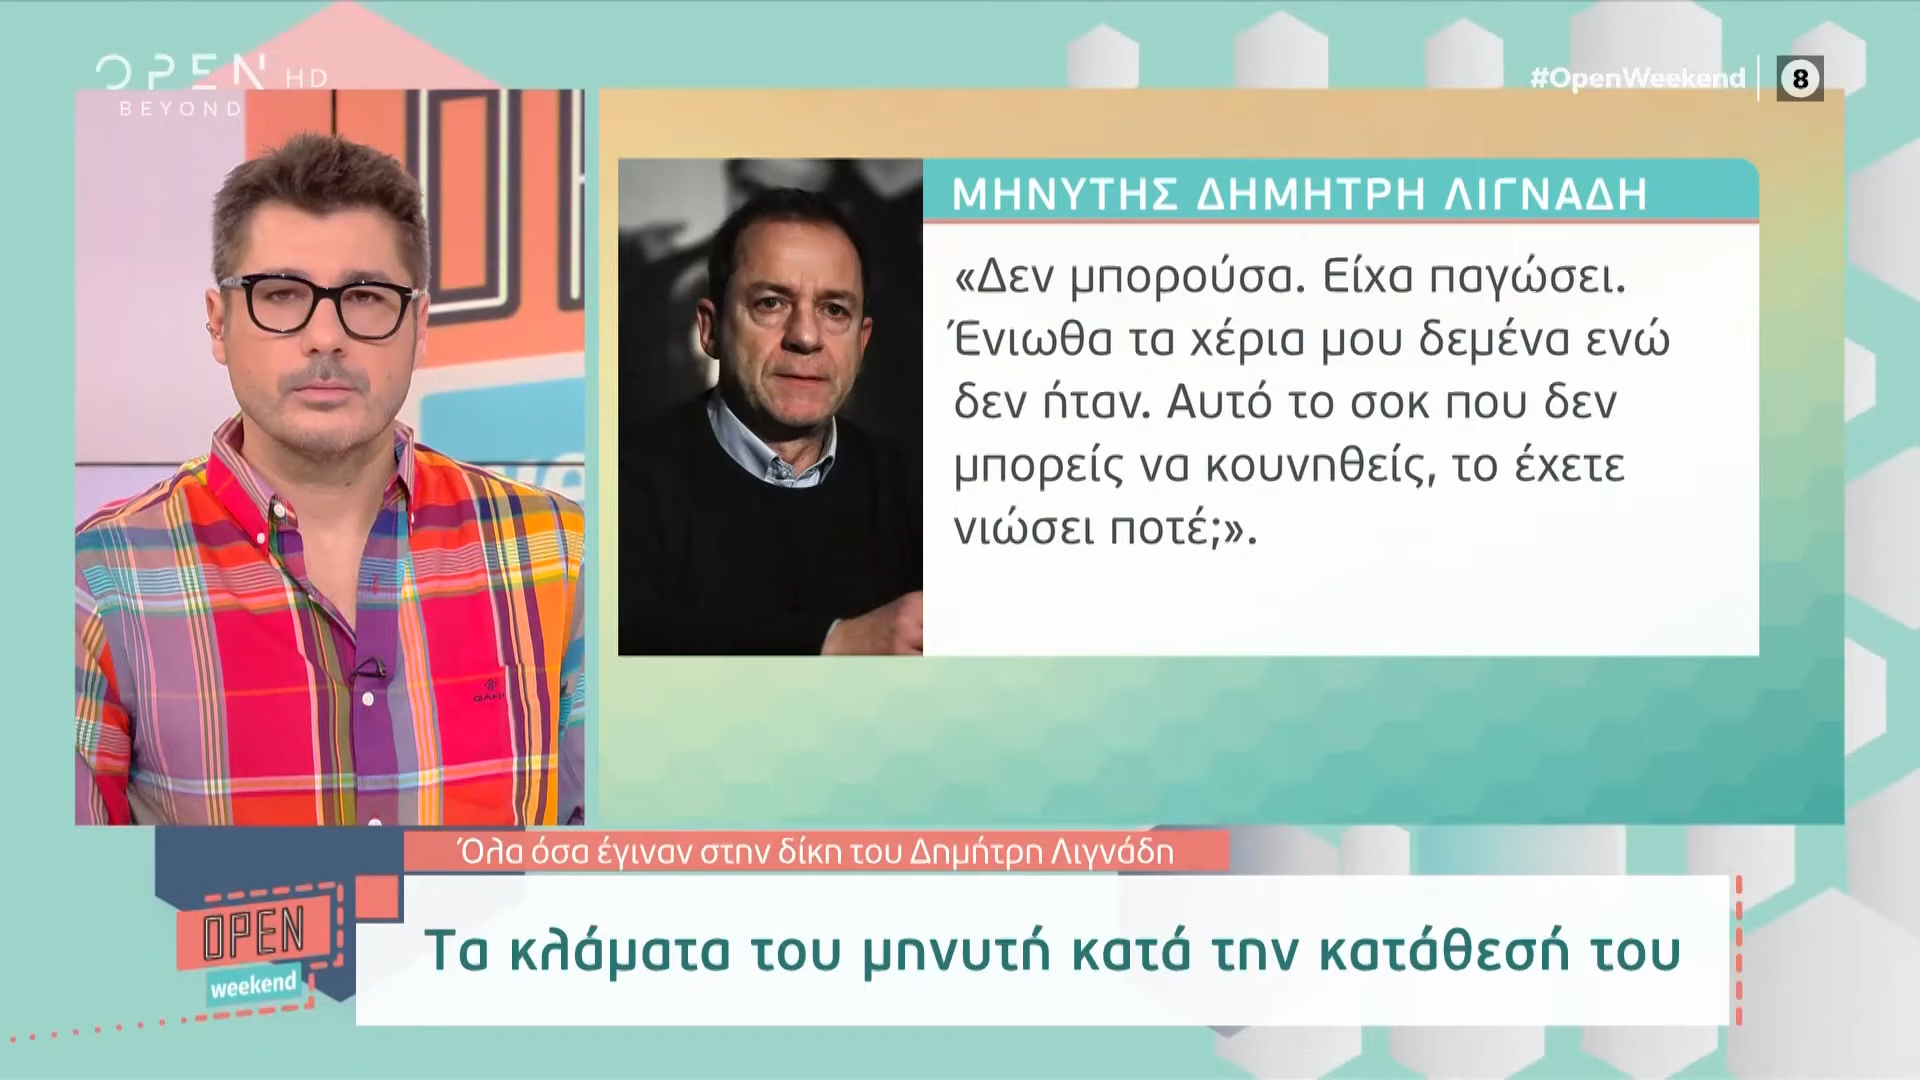 OPEN HD
BEYOND
#OpenWeekend
8
ΜΗΝΥΤΗΣ ΔΗΜΗΤΡΗ ΛΙΓΝΑΔΗ
«Δεν μπορούσα. Είχα παγώσει.
Ένιωθα τα χέρια μου δεμένα ενώ
δεν ήταν. Αυτό το σοκ που δεν
μπορείς να κουνηθείς, το έχετε
νιώσει ποτέ;».
Όλα όσα έγιναν στην δίκη του Δημήτρη Λιγνάδη
OPEN
weekend
Τα κλάματα του μηνυτή κατά την κατάθεσή του